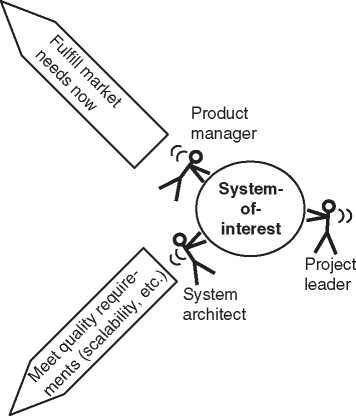 Fulfill market
needs now
Product
manager
System-
of-
interest
Project
leader
System
architect
Meet quality require-
ments (scalability, etc.)